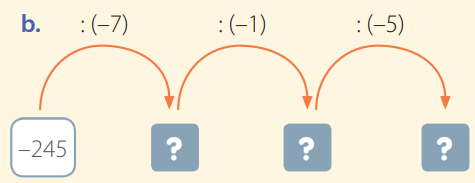 b. : (–7) : (–1) : (–5)
–245 ? ? ?